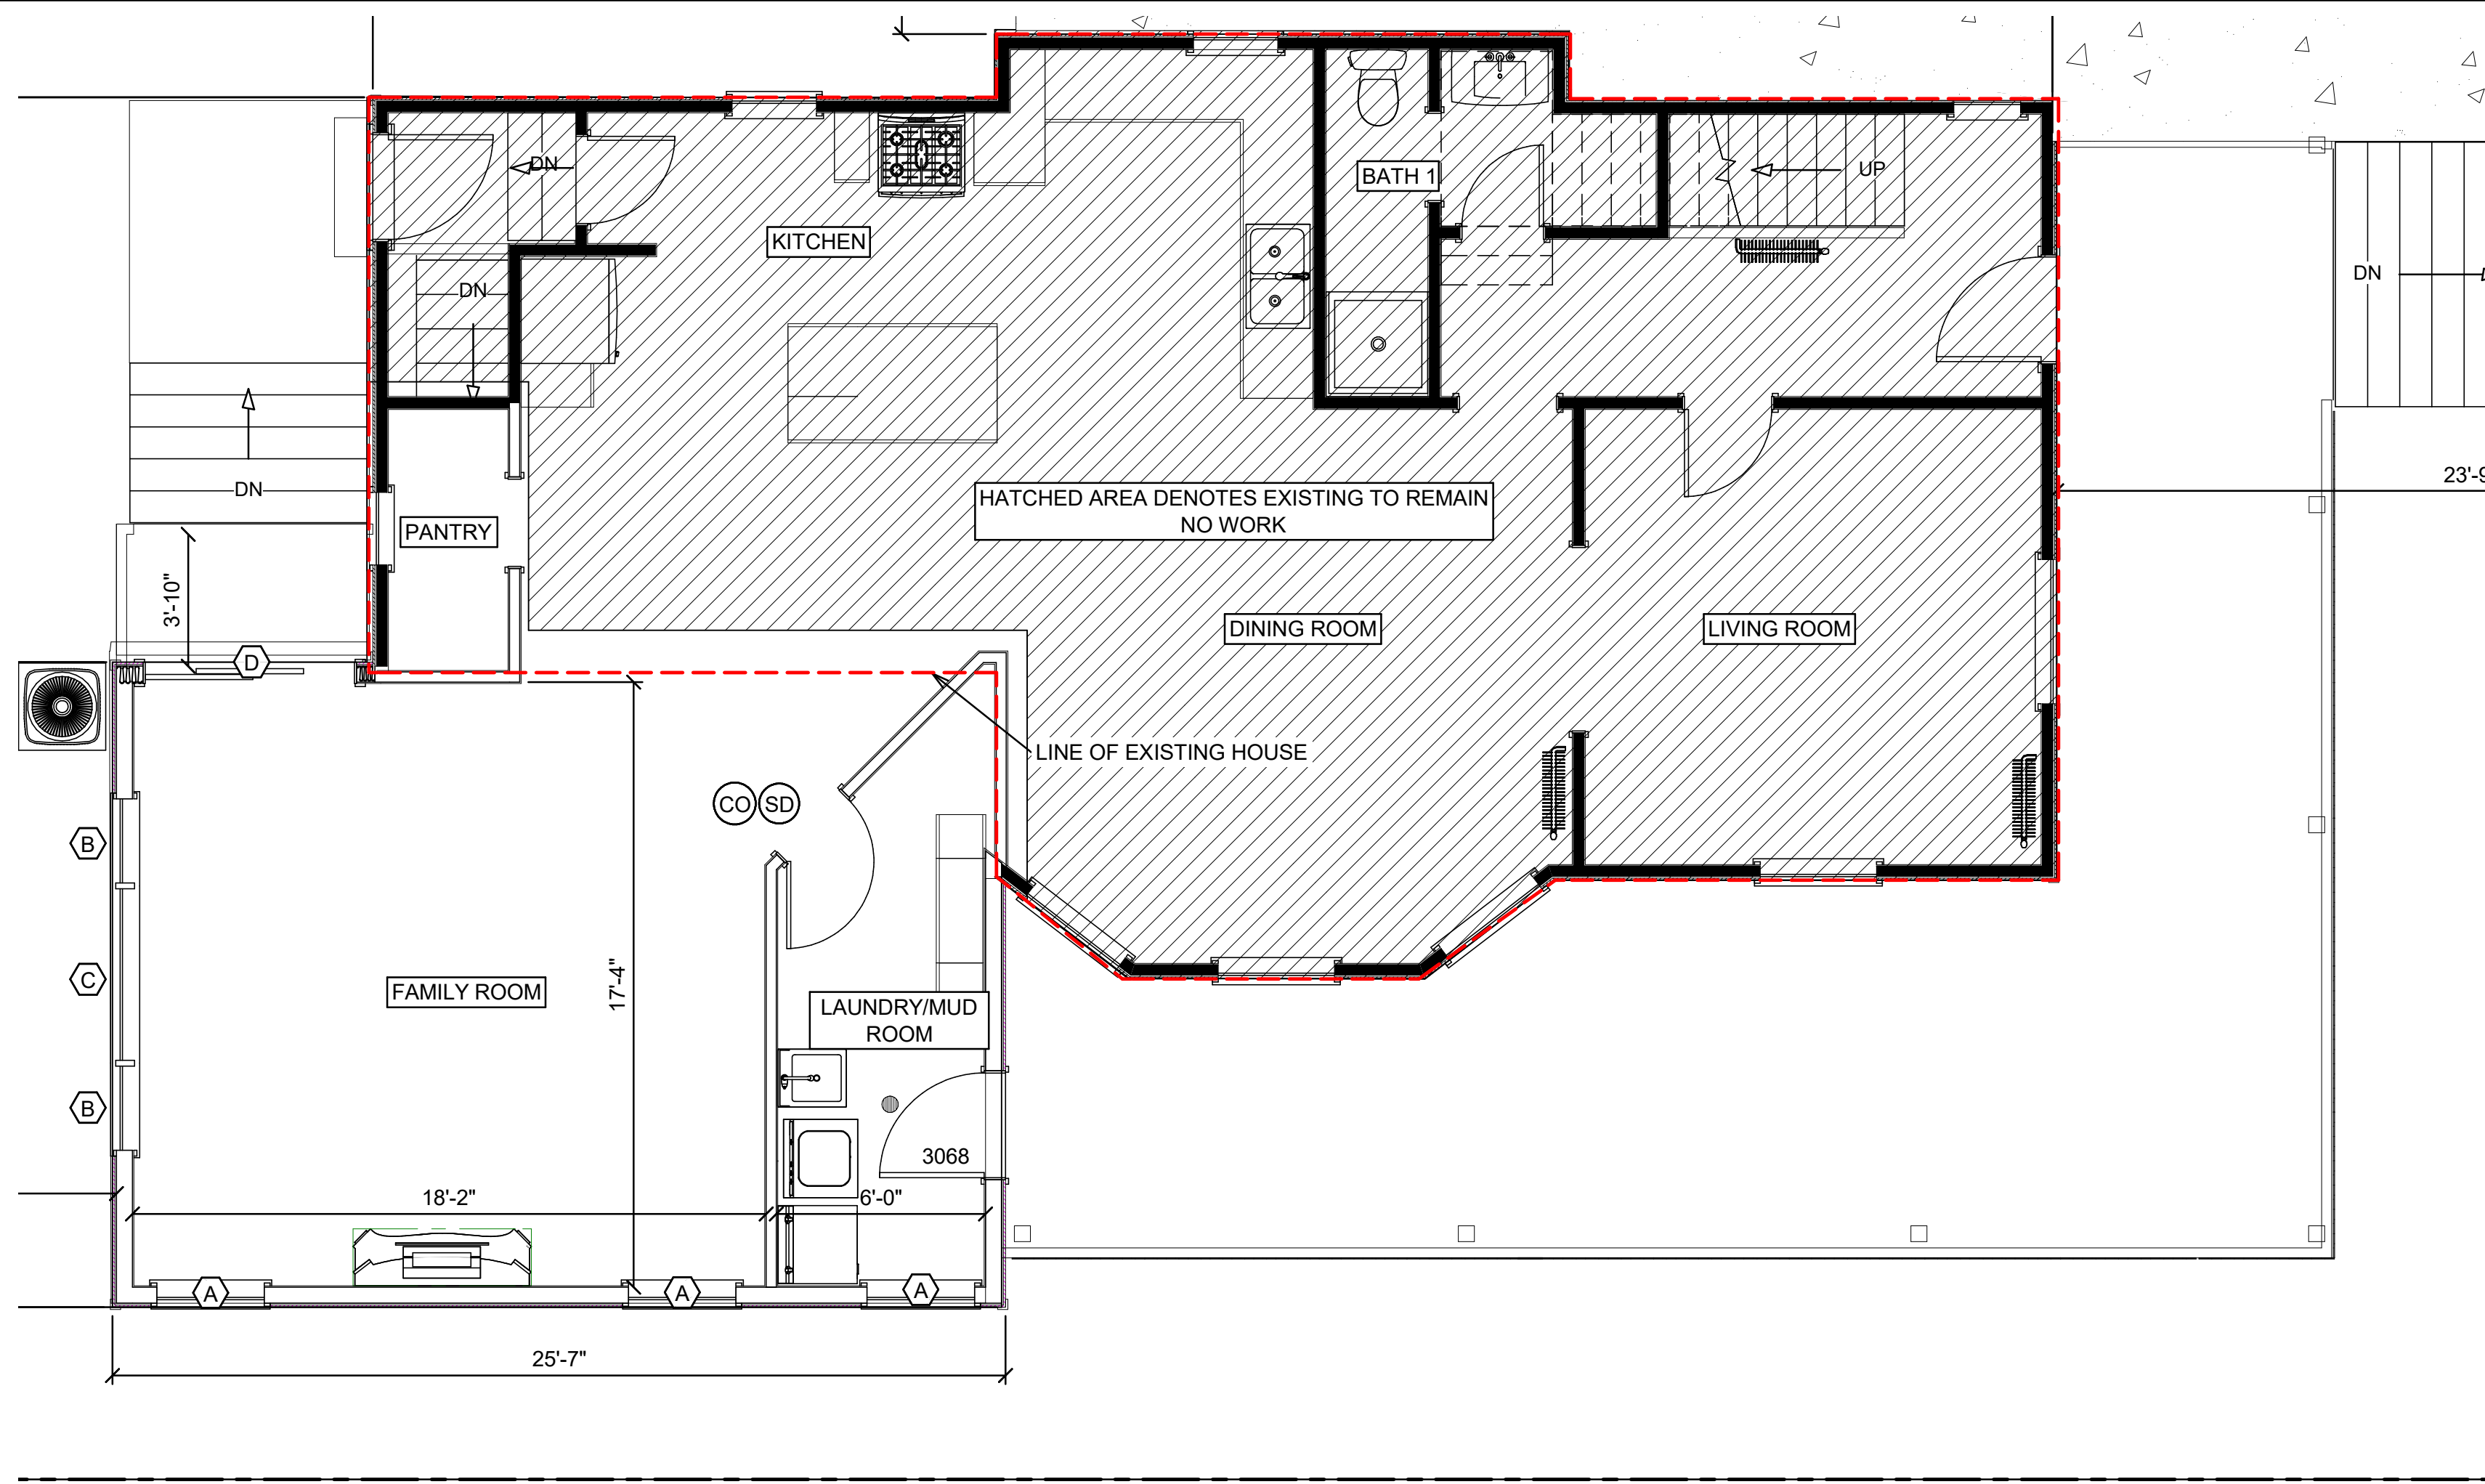 DN
UP
BATH 1
KITCHEN
DN
DN
DN
23'-9
HATCHED AREA DENOTES EXISTING TO REMAIN
NO WORK
PANTRY
3'-10"
DINING ROOM
LIVING ROOM
D
LINE OF EXISTING HOUSE
CO
SD
B
C
B
FAMILY ROOM
17'-4"
LAUNDRY/MUD
ROOM
3068
18'-2"
6'-0"
A
A
A
25'-7"